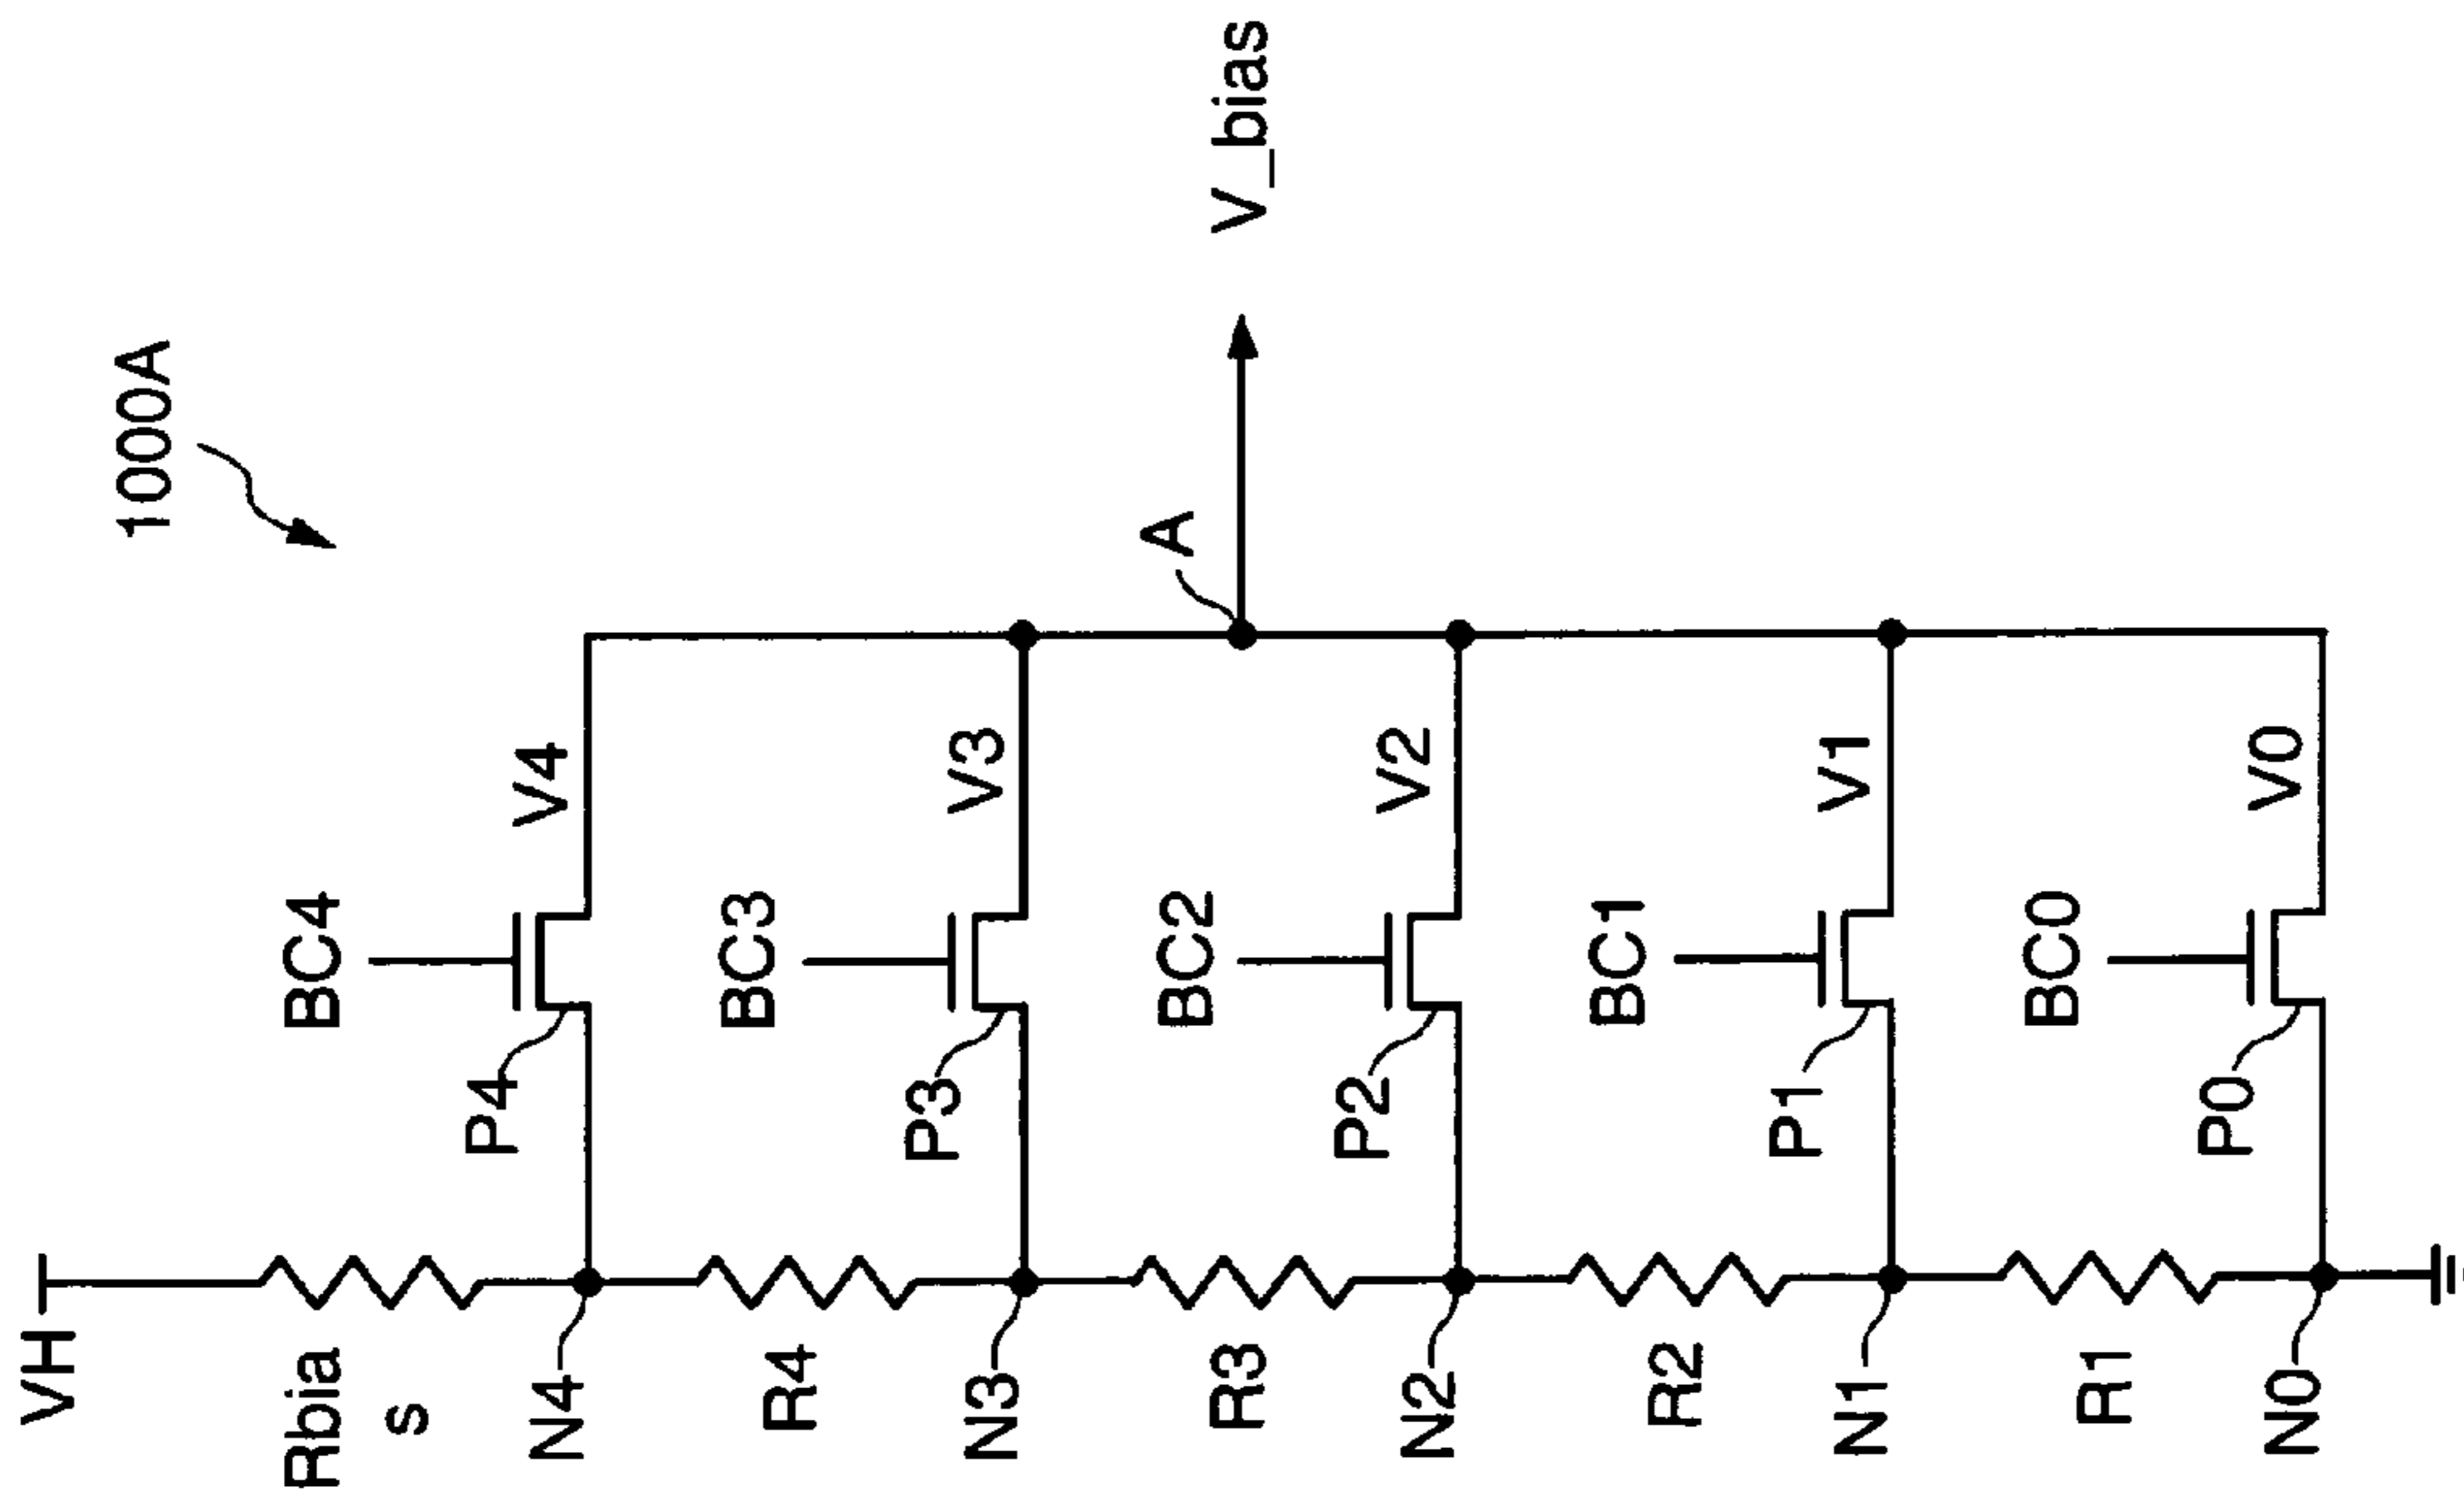 VH
1000A
Rbia
s
BC4
N4
P4
V4
R4
BC3
N3
P3
V3
A
V_bias
R3
BC2
N2
P2
V2
R2
BC1
N1
P1
V1
R1
BC0
N0
P0
V0